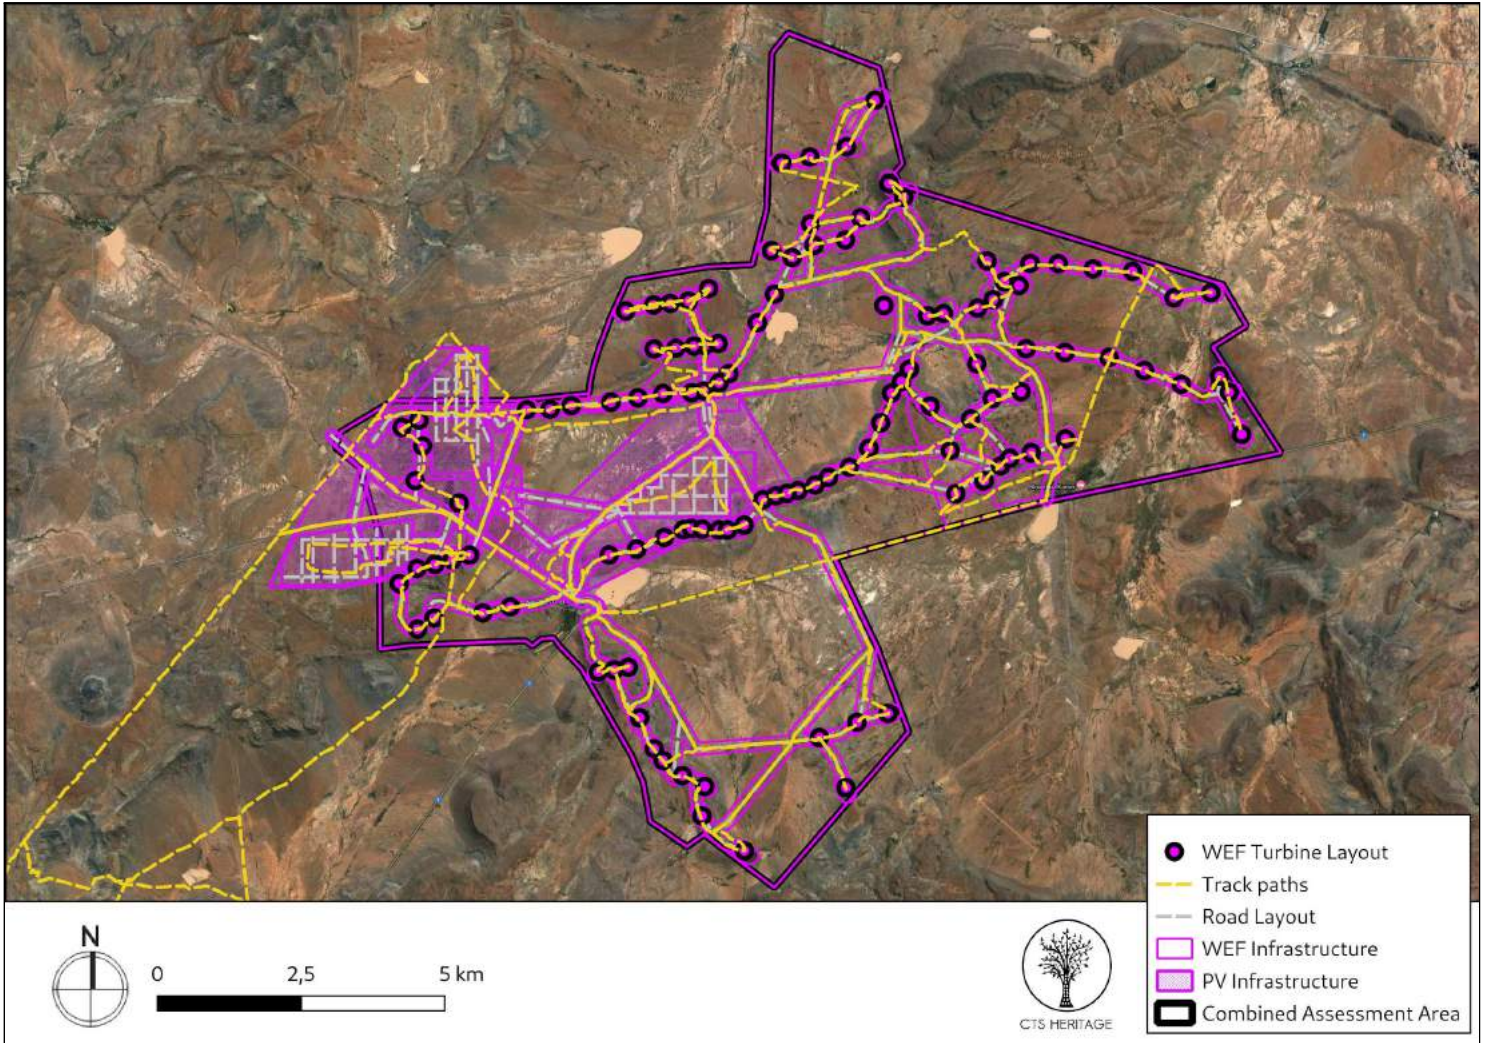 N
0 2,5 5 km
CTS HERITAGE
WEF Turbine Layout
Track paths
Road Layout
WEF Infrastructure
PV Infrastructure
Combined Assessment Area